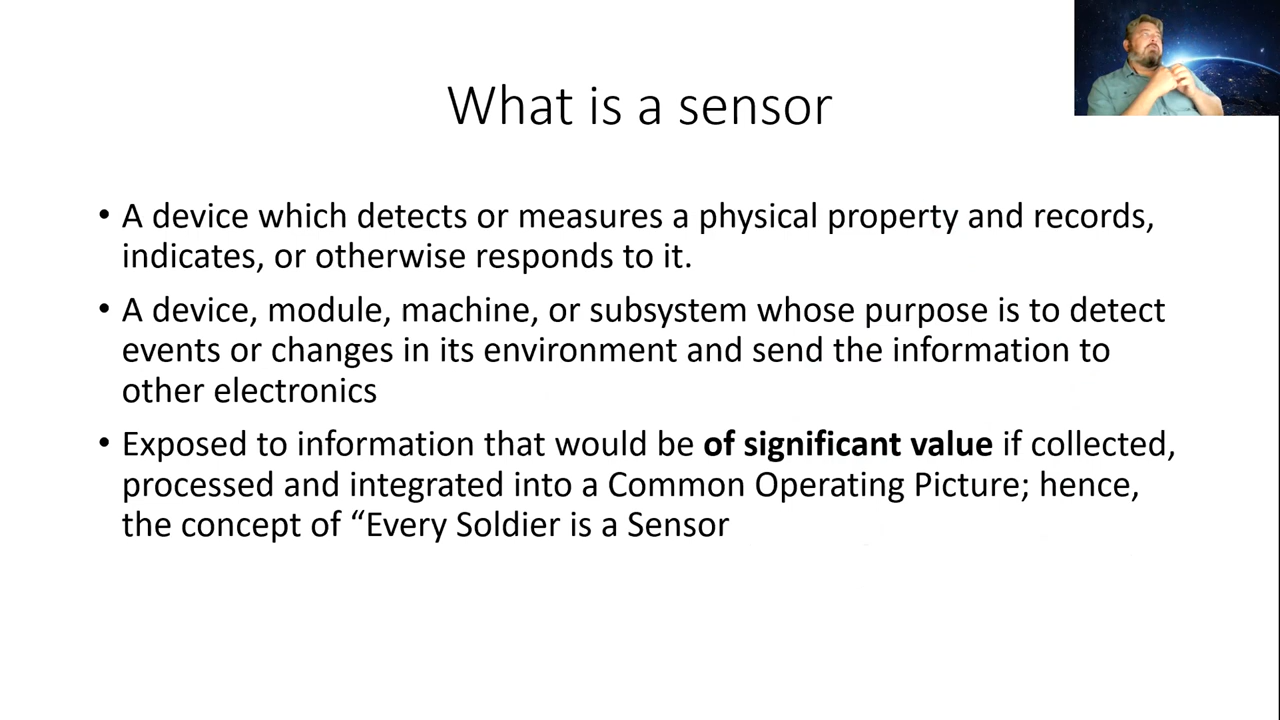 What is a sensor
• A device which detects or measures a physical property and records,
indicates, or otherwise responds to it.
• A device, module, machine, or subsystem whose purpose is to detect
events or changes in its environment and send the information to
other electronics
• Exposed to information that would be of significant value if collected,
processed and integrated into a Common Operating Picture; hence,
the concept of “Every Soldier is a Sensor